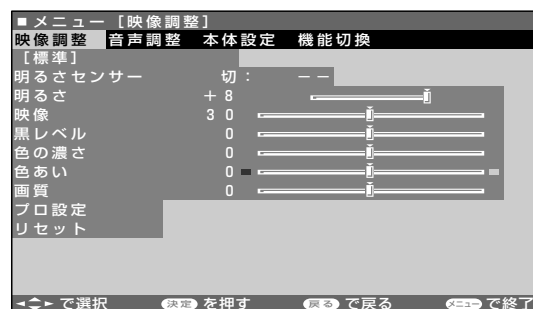 ■メニュー [映像調整]
映像調整 音声調整 本体設定 機能切換
[標準]
明るさセンサー 切: −−
明るさ +8
映像 30
黒レベル 0
色の濃さ 0
色あい 0
画質 0
プロ設定
リセット
で選択 決定 を押す 戻る で戻る メニュー で終了